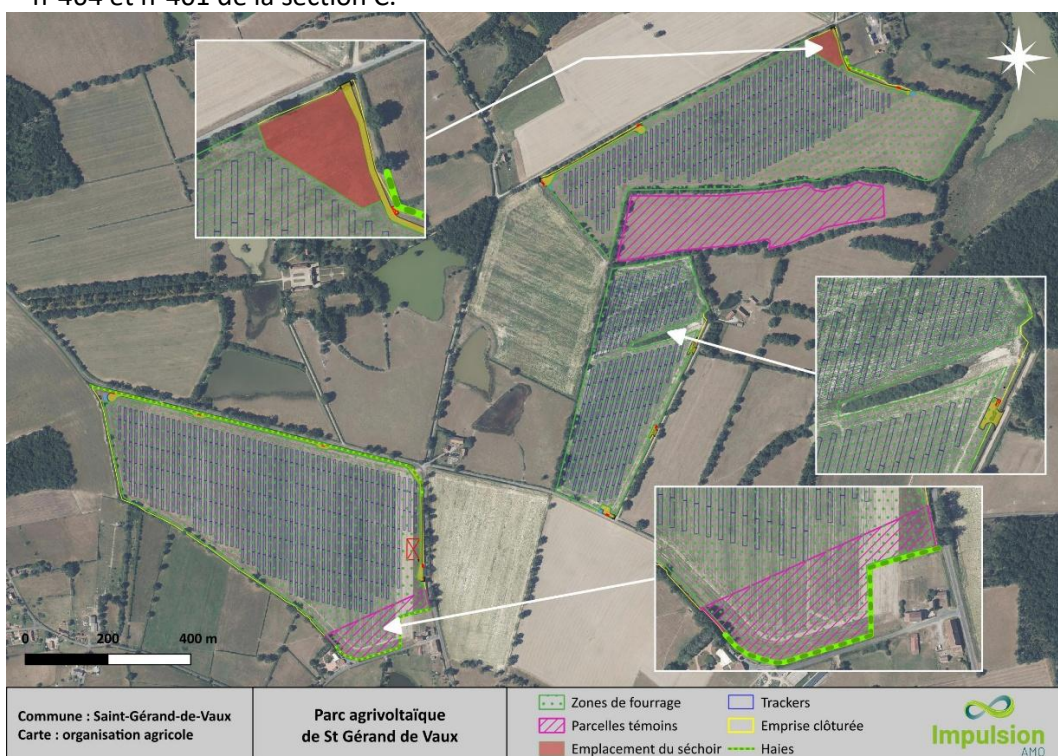 n°464 et n°461 de la section C.
0 200 400 m
Commune : Saint-Gérand-de-Vaux
Carte : organisation agricole
Parc agrivoltaïque
de St Gérand de Vaux
Zones de fourrage
Parcelles témoins
Emplacement du séchoir
Trackers
Emprise clôturée
Haies
Impulsion
AMO